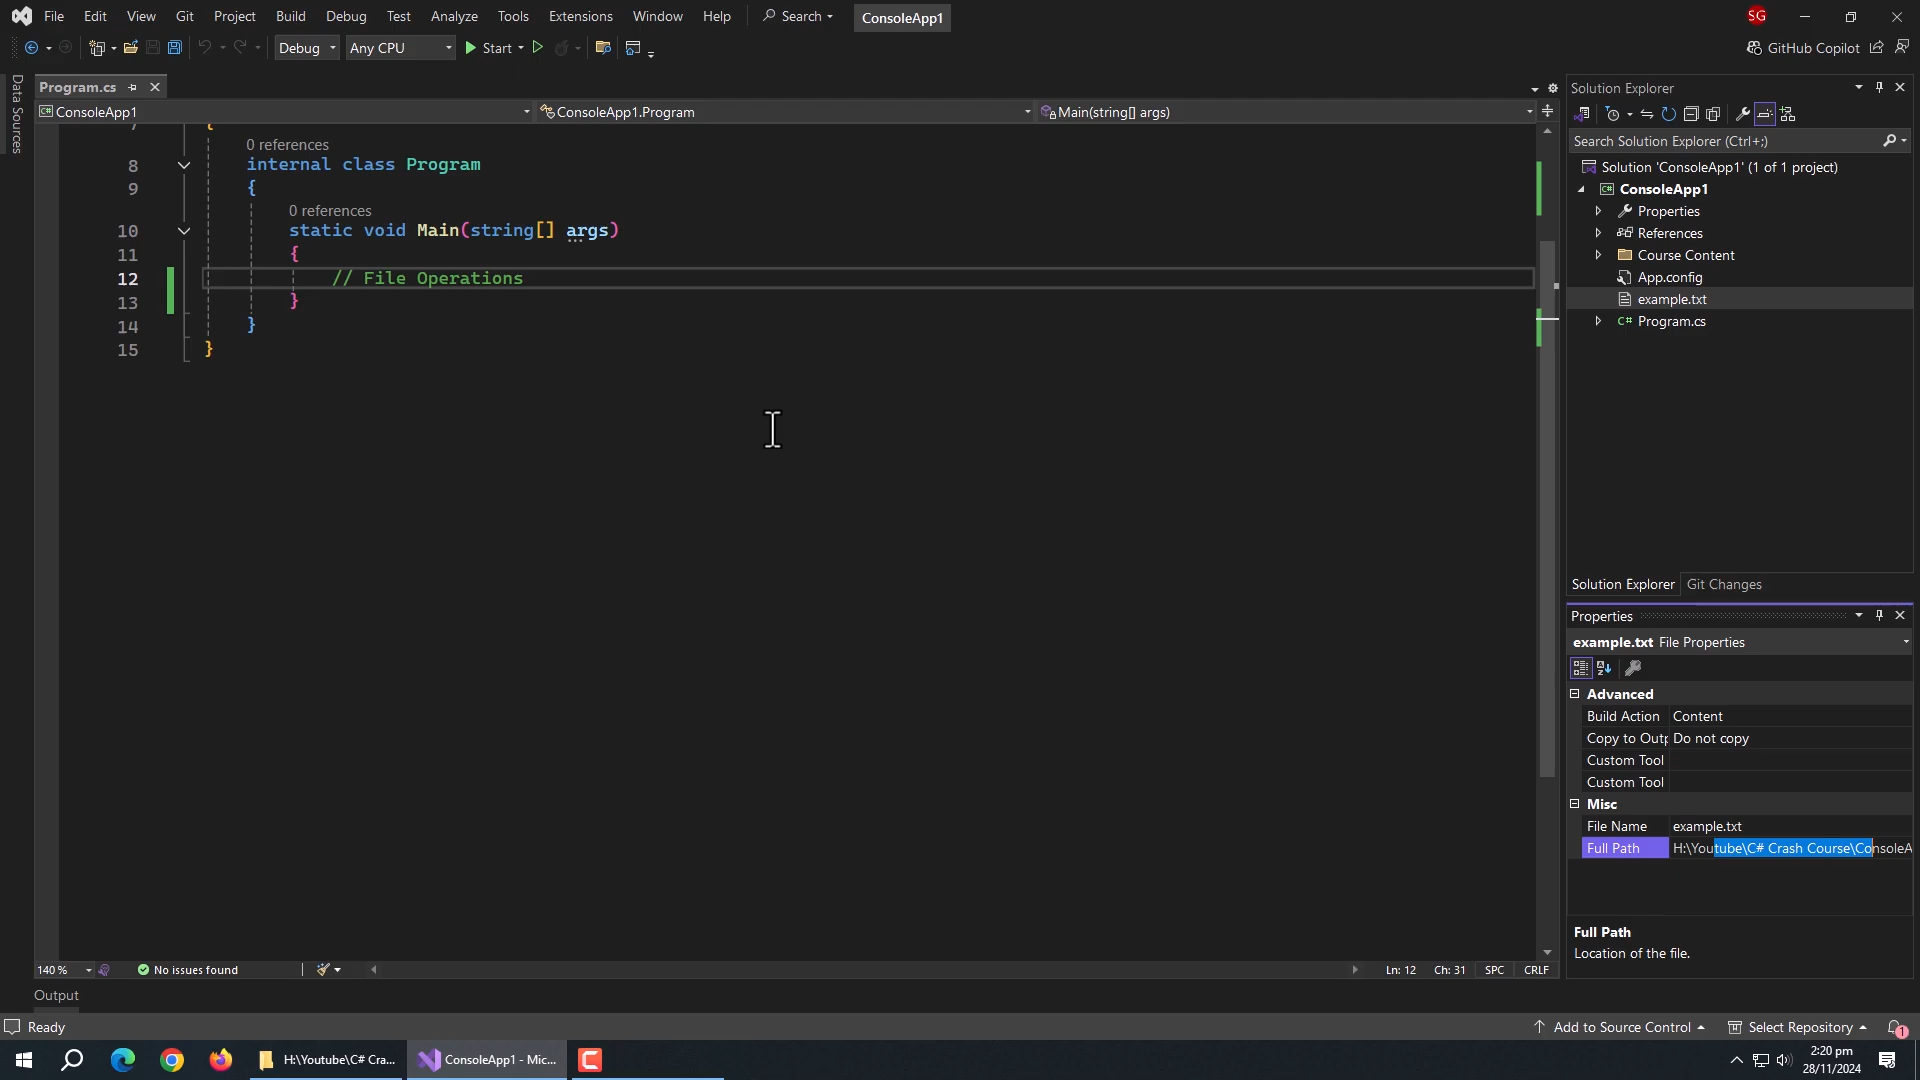 File Edit View Git Project Build Debug Test Analyze Tools Extensions Window Help Search ConsoleApp1 SG
Debug Any CPU Start GitHub Copilot
Data Sources
Program.cs
ConsoleApp1 ConsoleApp1.Program Main(string[] args)
7 {
0 references
8 internal class Program
9 {
0 references
10 static void Main(string[] args)
11 {
12 // File Operations
13 }
14 }
15 }
140 % No issues found Ln: 12 Ch: 31 SPC CRLF
Output
Solution Explorer
Search Solution Explorer (Ctrl+;)
Solution 'ConsoleApp1' (1 of 1 project)
C# ConsoleApp1
Properties
References
Course Content
App.config
example.txt
C# Program.cs
Solution Explorer Git Changes
Properties
example.txt File Properties
Advanced
Build Action Content
Copy to Outp Do not copy
Custom Tool
Custom Tool
Misc
File Name example.txt
Full Path H:\Youtube\C# Crash Course\ConsoleA
Full Path
Location of the file.
Ready Add to Source Control Select Repository 1
H:\Youtube\C# Cra... ConsoleApp1 - Mic... 2:20 pm
28/11/2024